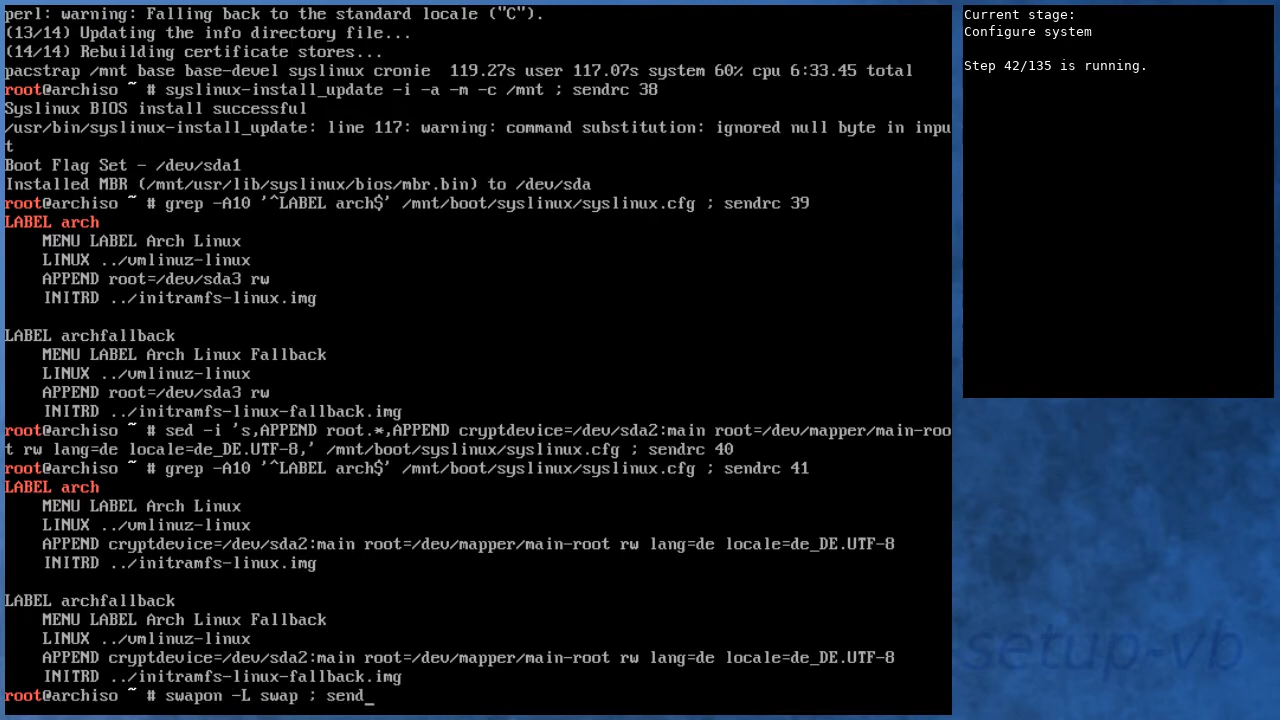 perl: warning: Falling back to the standard locale ("C").
(13/14) Updating the info directory file...
(14/14) Rebuilding certificate stores...
pacstrap /mnt base base-devel syslinux cronie  119.27s user 117.07s system 60% cpu 6:33.45 total
root@archiso ~ # syslinux-install_update -i -a -m -c /mnt ; sendrc 38
Syslinux BIOS install successful
/usr/bin/syslinux-install_update: line 117: warning: command substitution: ignored null byte in inpu
t
Boot Flag Set - /dev/sda1
Installed MBR (/mnt/usr/lib/syslinux/bios/mbr.bin) to /dev/sda
root@archiso ~ # grep -A10 '^LABEL arch$' /mnt/boot/syslinux/syslinux.cfg ; sendrc 39
LABEL arch
    MENU LABEL Arch Linux
    LINUX ../vmlinuz-linux
    APPEND root=/dev/sda3 rw
    INITRD ../initramfs-linux.img

LABEL archfallback
    MENU LABEL Arch Linux Fallback
    LINUX ../vmlinuz-linux
    APPEND root=/dev/sda3 rw
    INITRD ../initramfs-linux-fallback.img
root@archiso ~ # sed -i 's,APPEND root.*,APPEND cryptdevice=/dev/sda2:main root=/dev/mapper/main-roo
t rw lang=de locale=de_DE.UTF-8,' /mnt/boot/syslinux/syslinux.cfg ; sendrc 40
root@archiso ~ # grep -A10 '^LABEL arch$' /mnt/boot/syslinux/syslinux.cfg ; sendrc 41
LABEL arch
    MENU LABEL Arch Linux
    LINUX ../vmlinuz-linux
    APPEND cryptdevice=/dev/sda2:main root=/dev/mapper/main-root rw lang=de locale=de_DE.UTF-8
    INITRD ../initramfs-linux.img

LABEL archfallback
    MENU LABEL Arch Linux Fallback
    LINUX ../vmlinuz-linux
    APPEND cryptdevice=/dev/sda2:main root=/dev/mapper/main-root rw lang=de locale=de_DE.UTF-8
    INITRD ../initramfs-linux-fallback.img
root@archiso ~ # swapon -L swap ; send_
Current stage:
Configure system

Step 42/135 is running.
setup-vb